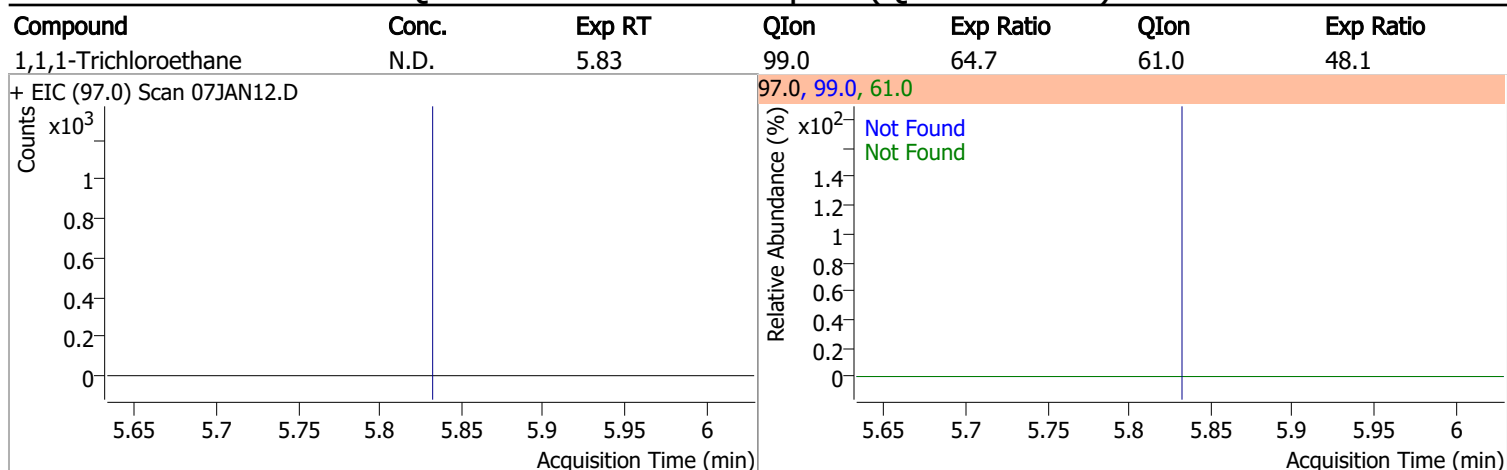 Compound Conc. Exp RT QIon Exp Ratio QIon Exp Ratio
1,1,1-Trichloroethane N.D. 5.83 99.0 64.7 61.0 48.1
+ EIC (97.0) Scan 07JAN12.D
Counts
x10³
1
0.8
0.6
0.4
0.2
0
5.65 5.7 5.75 5.8 5.85 5.9 5.95 6
Acquisition Time (min)
97.0, 99.0, 61.0
Relative Abundance (%)
x10²
Not Found
Not Found
1.4
1.2
1
0.8
0.6
0.4
0.2
0
5.65 5.7 5.75 5.8 5.85 5.9 5.95 6
Acquisition Time (min)